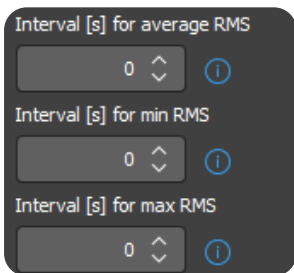 Interval [s] for average RMS
0
Interval [s] for min RMS
0
Interval [s] for max RMS
0